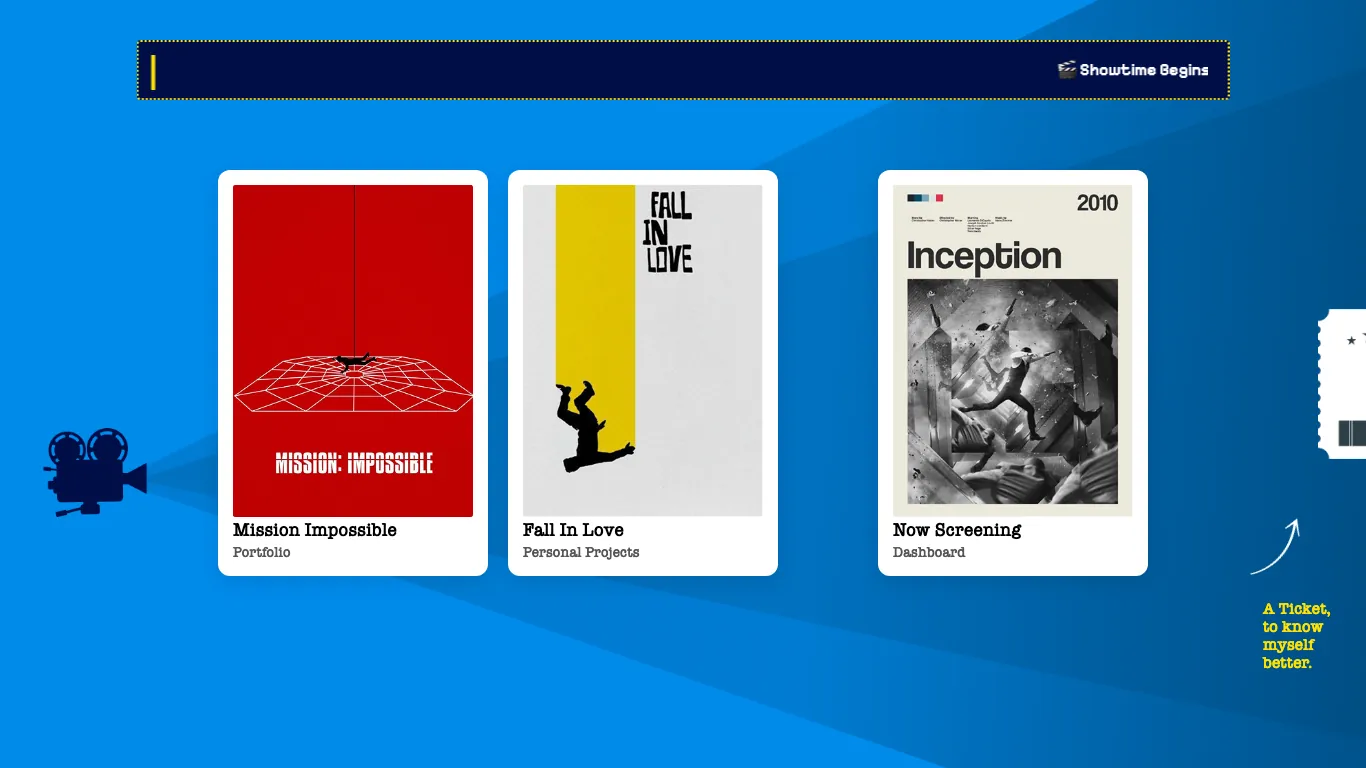 🎬 Showtime Begins
MISSION: IMPOSSIBLE
Mission Impossible
Portfolio
FALL
IN
LOVE
Fall In Love
Personal Projects
2010
Inception
Now Screening
Dashboard
A Ticket,
to know
myself
better.